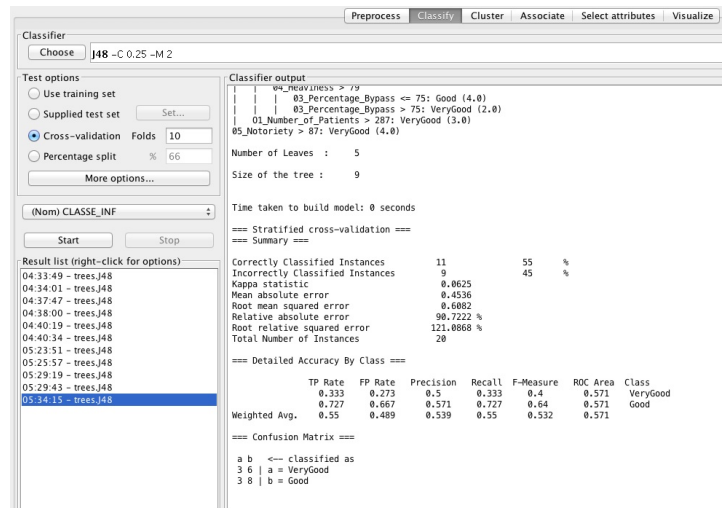 Preprocess Classify Cluster Associate Select attributes Visualize
Classifier
Choose J48 -C 0.25 -M 2
Test options
Use training set
Supplied test set Set...
Cross-validation Folds 10
Percentage split % 66
More options...
(Nom) CLASSE_INF
Start Stop
Result list (right-click for options)
04:33:49 - trees.J48
04:34:01 - trees.J48
04:37:47 - trees.J48
04:38:00 - trees.J48
04:40:19 - trees.J48
04:40:34 - trees.J48
05:23:51 - trees.J48
05:25:57 - trees.J48
05:29:19 - trees.J48
05:29:43 - trees.J48
05:34:15 - trees.J48
Classifier output
| | 04_Heaviness > 79
| | | 03_Percentage_Bypass <= 75: Good (4.0)
| | | 03_Percentage_Bypass > 75: VeryGood (2.0)
| 01_Number_of_Patients > 287: VeryGood (3.0)
05_Notoriety > 87: VeryGood (4.0)
Number of Leaves : 5
Size of the tree : 9
Time taken to build model: 0 seconds
=== Stratified cross-validation ===
=== Summary ===
Correctly Classified Instances 11 55 %
Incorrectly Classified Instances 9 45 %
Kappa statistic 0.0625
Mean absolute error 0.4536
Root mean squared error 0.6082
Relative absolute error 90.7222 %
Root relative squared error 121.0868 %
Total Number of Instances 20
=== Detailed Accuracy By Class ===
TP Rate FP Rate Precision Recall F-Measure ROC Area Class
0.333 0.273 0.5 0.333 0.4 0.571 VeryGood
0.727 0.667 0.571 0.727 0.64 0.571 Good
Weighted Avg. 0.55 0.489 0.539 0.55 0.532 0.571
=== Confusion Matrix ===
a b <-- classified as
3 6 | a = VeryGood
3 8 | b = Good